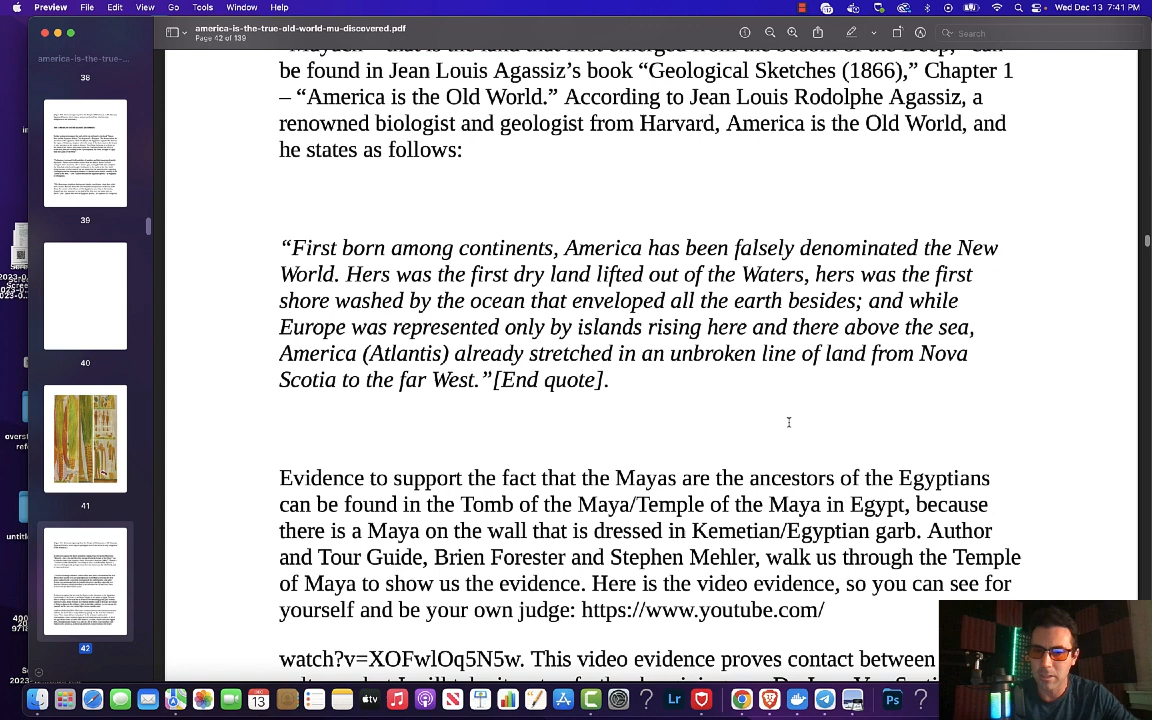 Preview File Edit View Go Tools Window Help
Wed Dec 13 7:41 PM
america-is-the-true-old-world-mu-discovered.pdf
Page 42 of 139
Search
america-is-the-true-...
38
39
40
41
42
that is the land that first emerged from the bottom of the Deep,” can
be found in Jean Louis Agassiz’s book “Geological Sketches (1866),” Chapter 1
– “America is the Old World.” According to Jean Louis Rodolphe Agassiz, a
renowned biologist and geologist from Harvard, America is the Old World, and
he states as follows:
“First born among continents, America has been falsely denominated the New
World. Hers was the first dry land lifted out of the Waters, hers was the first
shore washed by the ocean that enveloped all the earth besides; and while
Europe was represented only by islands rising here and there above the sea,
America (Atlantis) already stretched in an unbroken line of land from Nova
Scotia to the far West.”[End quote].
Evidence to support the fact that the Mayas are the ancestors of the Egyptians
can be found in the Tomb of the Maya/Temple of the Maya in Egypt, because
there is a Maya on the wall that is dressed in Kemetian/Egyptian garb. Author
and Tour Guide, Brien Forester and Stephen Mehler, walk us through the Temple
of Maya to show us the evidence. Here is the video evidence, so you can see for
yourself and be your own judge: https://www.youtube.com/
watch?v=XOFwlOq5N5w. This video evidence proves contact between
tv
Lr
Ps